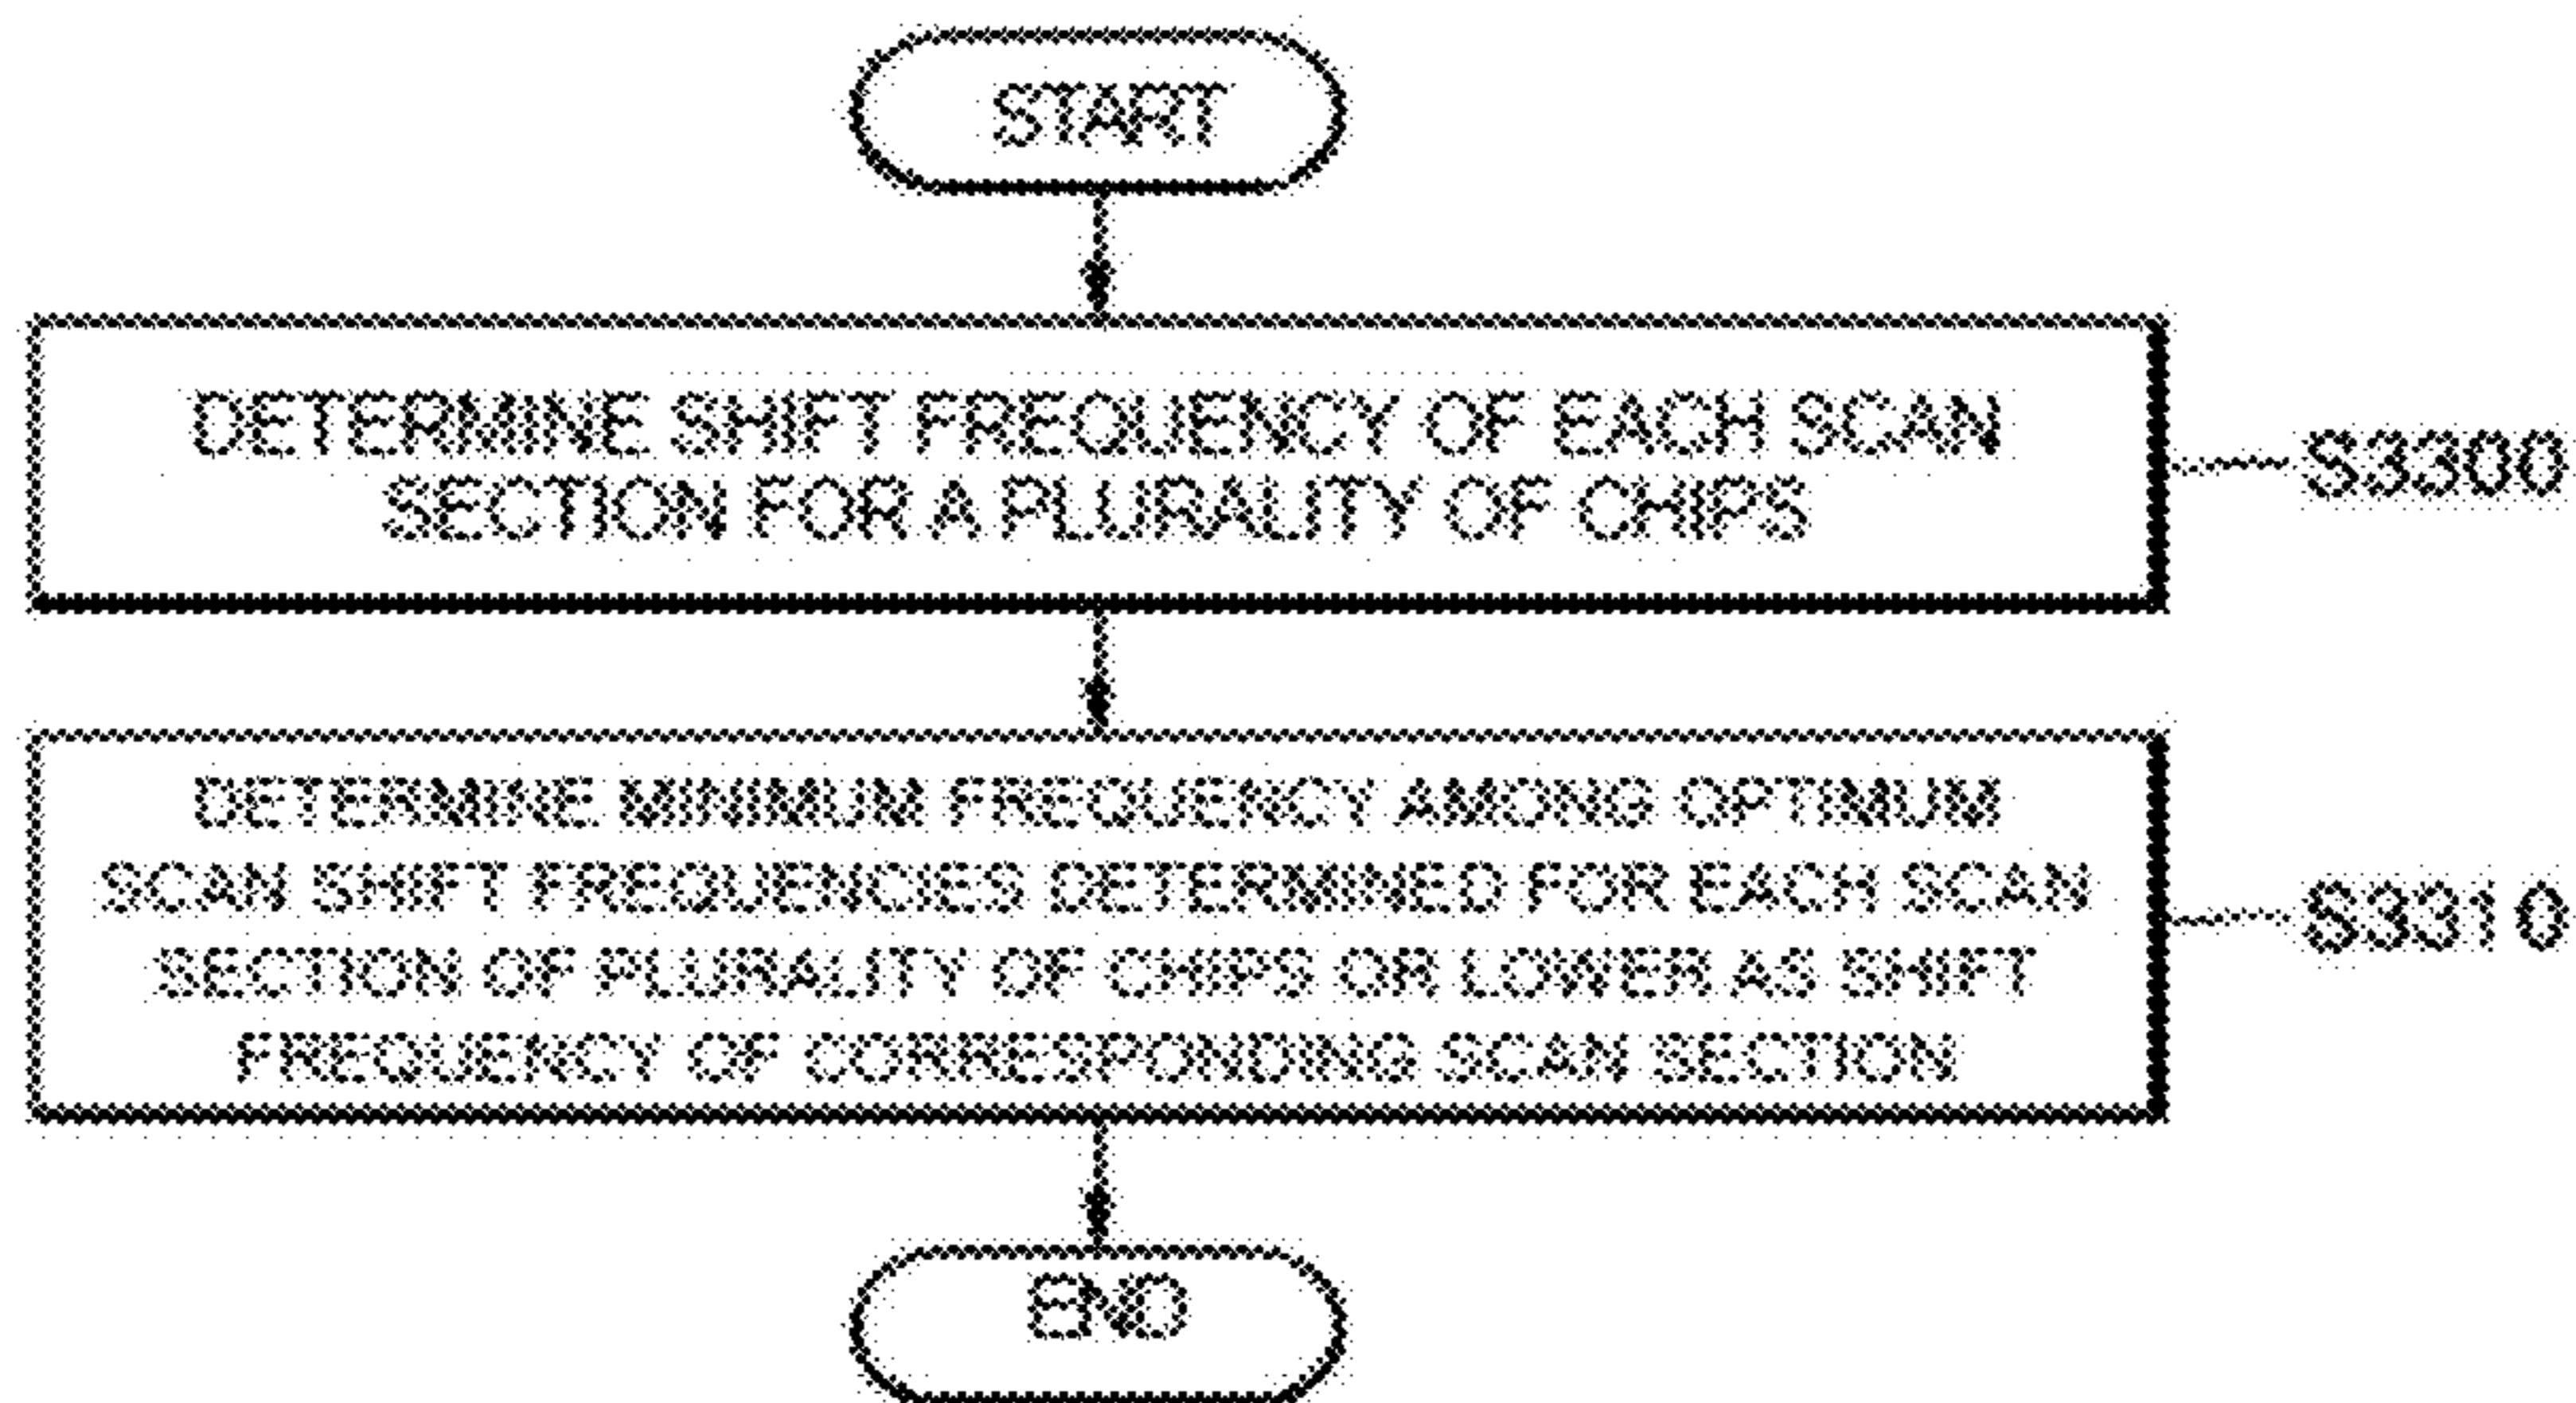 START
DETERMINE SHIFT FREQUENCY OF EACH SCAN
SECTION FOR A PLURALITY OF CHIPS
S3300
DETERMINE MINIMUM FREQUENCY AMONG OPTIMUM
SCAN SHIFT FREQUENCIES DETERMINED FOR EACH SCAN
SECTION OF PLURALITY OF CHIPS OR LOWER AS SHIFT
FREQUENCY OF CORRESPONDING SCAN SECTION
S3310
END